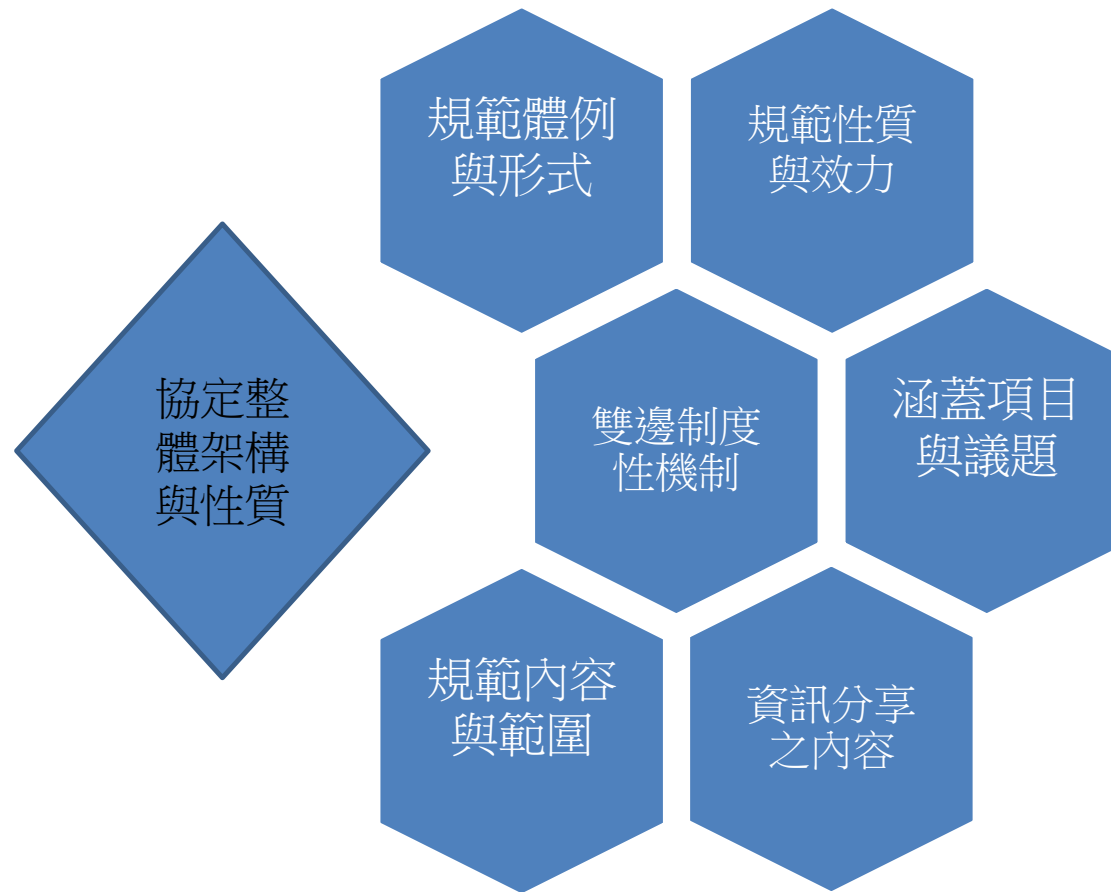 規範體例
與形式
規範性質
與效力
協定整
體架構
與性質
雙邊制度
性機制
涵蓋項目
與議題
規範內容
與範圍
資訊分享
之內容